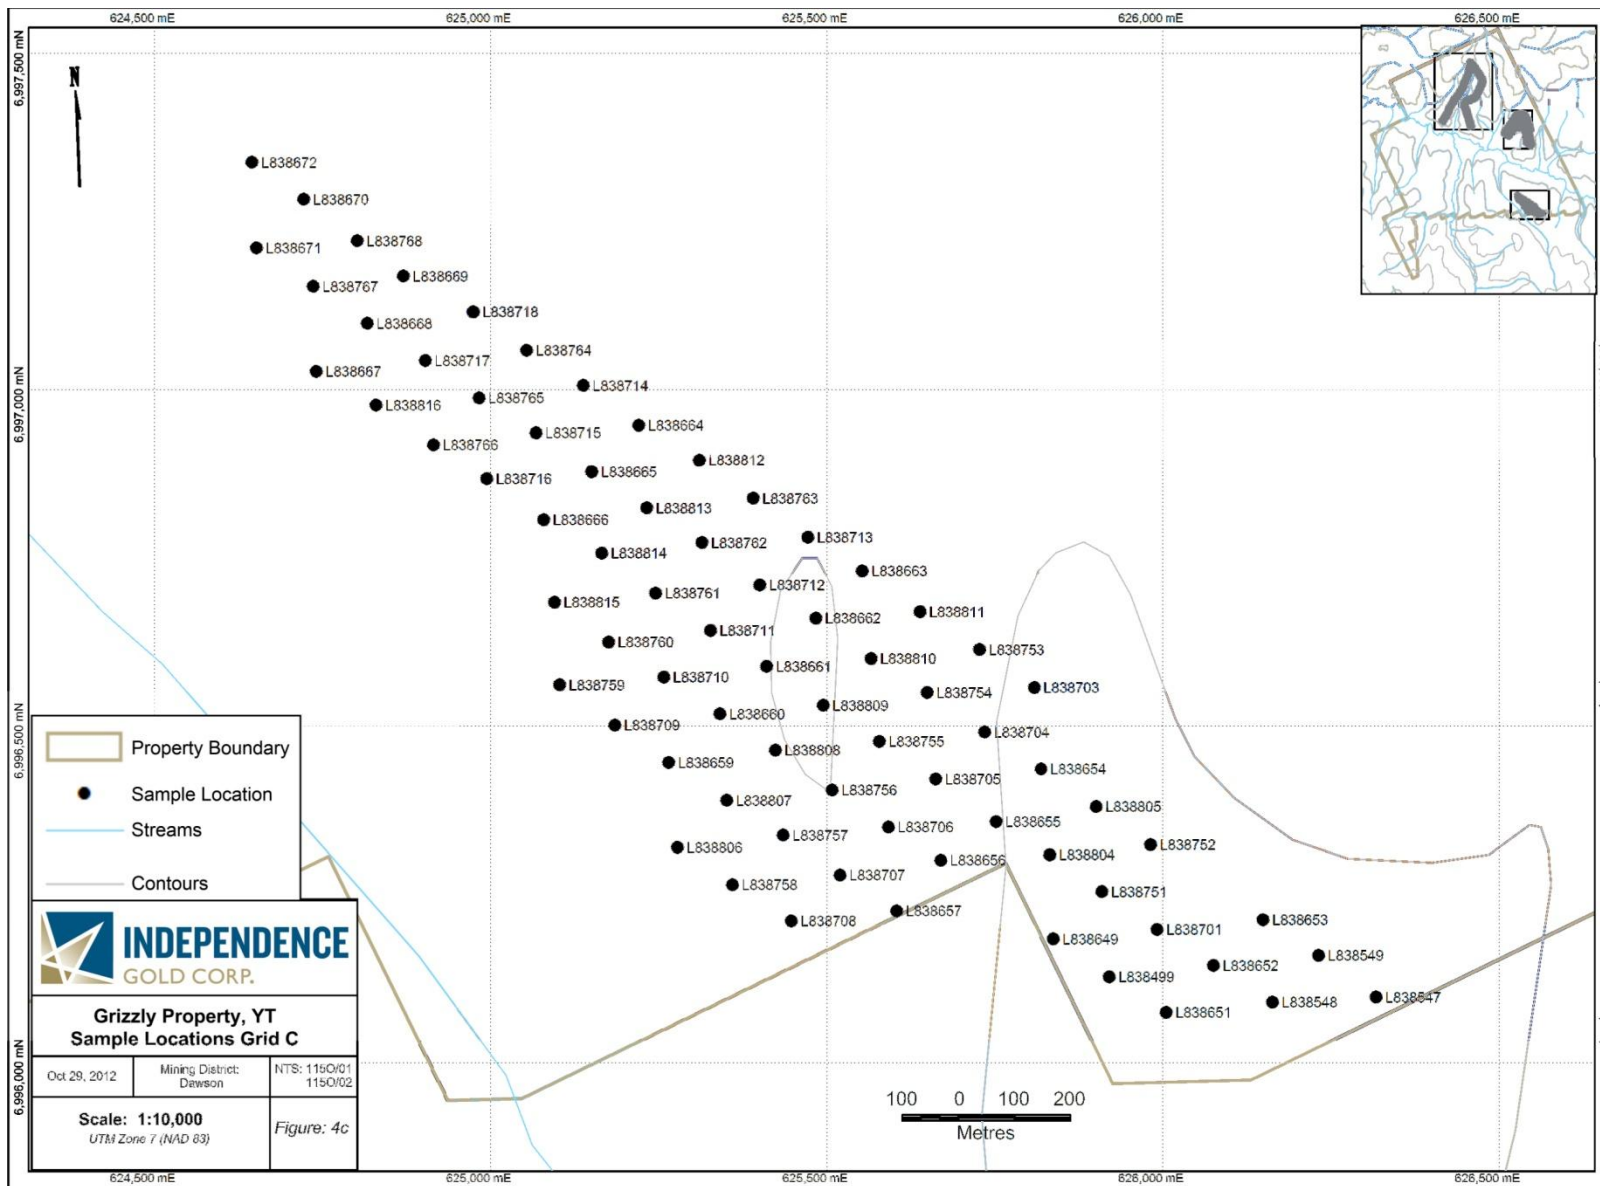 624,500 mE
625,000 mE
625,500 mE
626,000 mE
626,500 mE
6,997,500 mN
N
L838672
L838670
L838671
L838768
L838669
L838767
L838718
L838668
L838764
L838717
L838667
L838714
6,997,000 mN
L838765
L838816
L838664
L838715
L838766
L838812
L838665
L838716
L838763
L838813
L838666
L838713
L838762
L838814
L838663
L838712
L838761
L838815
L838811
L838662
L838711
L838760
L838753
L838810
L838661
L838710
L838759
L838703
L838754
L838809
L838660
L838709
6,996,500 mN
L838704
L838755
L838808
L838659
L838654
L838705
L838756
L838807
L838805
L838655
L838706
L838757
L838752
L838806
L838804
L838656
L838707
L838758
L838751
L838657
L838708
L838653
L838701
L838649
L838549
L838652
L838499
L838547
L838548
L838651
6,996,000 mN
Property Boundary
Sample Location
Streams
Contours
INDEPENDENCE
GOLD CORP.
Grizzly Property, YT
Sample Locations Grid C
Oct 29, 2012
Mining District:
Dawson
NTS: 115O/01
115O/02
Scale: 1:10,000
UTM Zone 7 (NAD 83)
Figure: 4c
100 0 100 200
Metres
624,500 mE
625,000 mE
625,500 mE
626,000 mE
626,500 mE